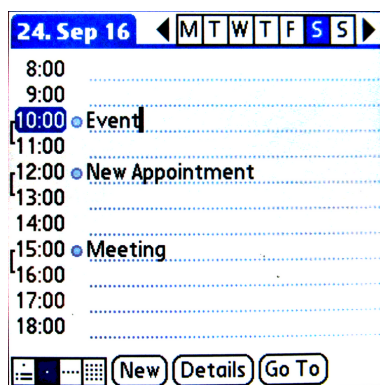 24. Sep 16 M T W T F S S
8:00
9:00
10:00 Event
11:00
12:00 New Appointment
13:00
14:00
15:00 Meeting
16:00
17:00
18:00
New Details Go To